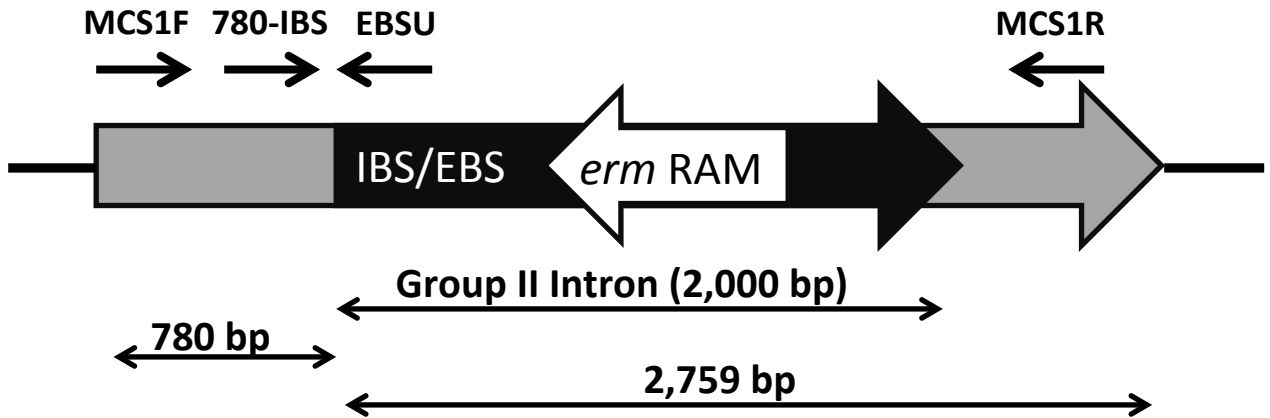 MCS1F 780-IBS EBSU MCS1R
IBS/EBS erm RAM
Group II Intron (2,000 bp)
780 bp
2,759 bp